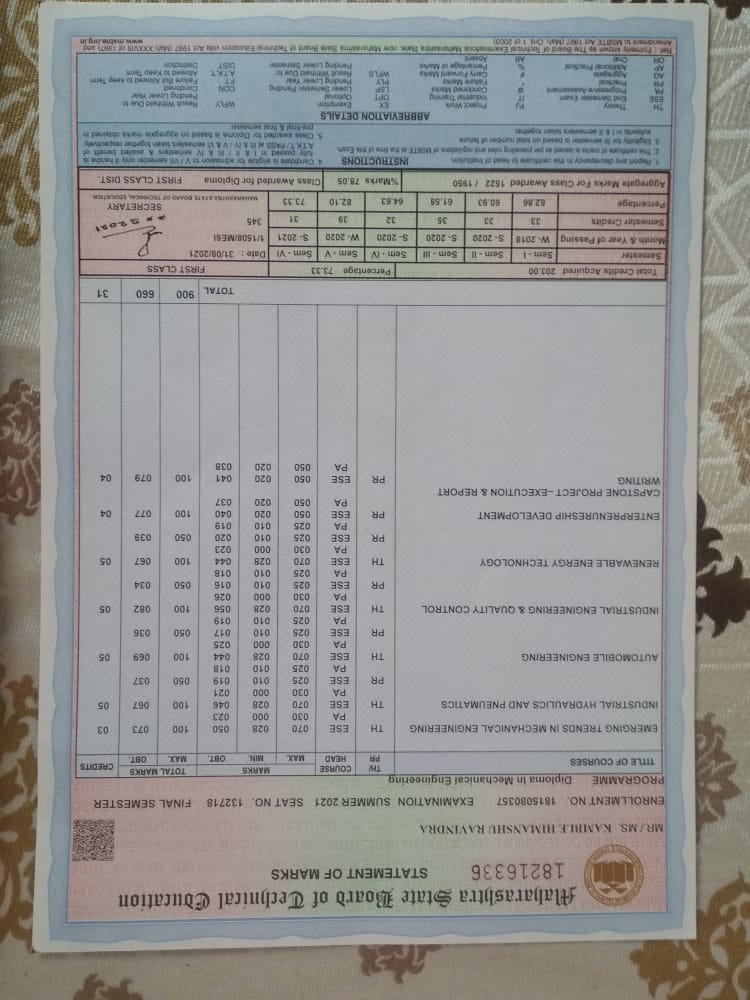 Maharashtra State Board of Technical Education
18216336 STATEMENT OF MARKS
MR./MS. KAMBLE HIMANSHU RAVINDRA
ENROLLMENT NO. 1815080357 EXAMINATION SUMMER 2021 SEAT NO. 132718 FINAL SEMESTER
PROGRAMME Diploma In Mechanical Engineering
TITLE OF COURSES TH/ PR COURSE HEAD MARKS MAX. MIN. OBT. TOTAL MARKS MAX. OBT. CREDITS
EMERGING TRENDS IN MECHANICAL ENGINEERING TH ESE 070 028 050 100 073 03
PA 030 000 023
INDUSTRIAL HYDRAULICS AND PNEUMATICS TH ESE 070 028 046 100 067 05
PA 030 000 021
PR ESE 025 010 019 050 037
PA 025 010 018
AUTOMOBILE ENGINEERING TH ESE 070 028 044 100 069 05
PA 030 000 025
PR ESE 025 010 017 050 036
PA 025 010 019
INDUSTRIAL ENGINEERING & QUALITY CONTROL TH ESE 070 028 056 100 082 05
PA 030 000 026
PR ESE 025 010 016 050 034
PA 025 010 018
RENEWABLE ENERGY TECHNOLOGY TH ESE 070 028 044 100 067 05
PA 030 000 023
PR ESE 025 010 020 050 039
PA 025 010 019
ENTERPRENURESHIP DEVELOPMENT PR ESE 050 020 040 100 077 04
PA 050 020 037
CAPSTONE PROJECT –EXECUTION & REPORT
WRITING PR ESE 050 020 041 100 079 04
PA 050 020 038
TOTAL 900 660 31
Total Credits Acquired 203.00 Percentage 73.33 FIRST CLASS
Semester Sem - I Sem - II Sem - III Sem - IV Sem - V Sem - VI Date : 31/08/2021
Month & Year of Passing W- 2018 S- 2020 S- 2020 S- 2020 W- 2020 S- 2021 1/1508/ME6I
Semester Credits 33 33 35 32 39 31 345
Percentage 62.86 60.93 61.58 64.63 82.10 73.33 SECRETARY
MAHARASHTRA STATE BOARD OF TECHNICAL EDUCATION
Aggregate Marks For Class Awarded 1522 / 1950 %Marks 78.05 Class Awarded for Diploma FIRST CLASS DIST.
INSTRUCTIONS
1. Report any discrepancy in this certificate to head of Institution.
2. This certificate of marks is issued as per prevailing rules and regulations of MSBTE at the time of this Exam.
3. Eligibility for III semester is based on total number of failure
subjects in I & II semesters taken together.
4. Candidate is eligible for admission to V / VII semester only if he/she is
fully passed in I & II / III & IV semesters & availed benefit of
A.T.K.T./ PASS at III & IV / V & VI semesters taken together respectively.
5. Class awarded for Diploma is based on aggregate marks obtained in
pre-final & final semester.
ABBREVIATION DETAILS
TH Theory PJ Project Work EX Exemption WFLY Result Withheld Due to
ESE End Semester Exam IT Industrial Training OPT Optional Pending Lower Year
PA Progressive Assessment @ Condoned Marks LSP Lower Semester Pending CON Condoned
PR Practical * Failure Marks PLY Pending Lower Year F.T. Failure But Allowed to keep Term
AG Aggregate # Carry Forward Marks WFLS Result Withheld Due to A.T.K.T. Allowed to Keep Term
AP Additional Practical % Percentage of Marks Pending Lower Semester DIST Distinction
OR Oral AB Absent
Ref. : Formerly known as The Board of Technical Examinations Maharashtra State, now Maharashtra State Board of Technical Education vide Act 1997 (Mah XXXVIII of 1997) and
Amendment to MSBTE Act 1997 (Mah. Ord. 1 of 2003) www.msbte.org.in